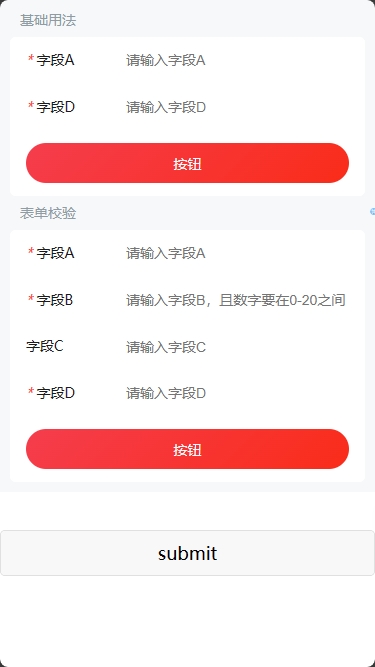 基础用法
*字段A 请输入字段A
*字段D 请输入字段D
按钮
表单校验
*字段A 请输入字段A
*字段B 请输入字段B，且数字要在0-20之间
字段C 请输入字段C
*字段D 请输入字段D
按钮
submit